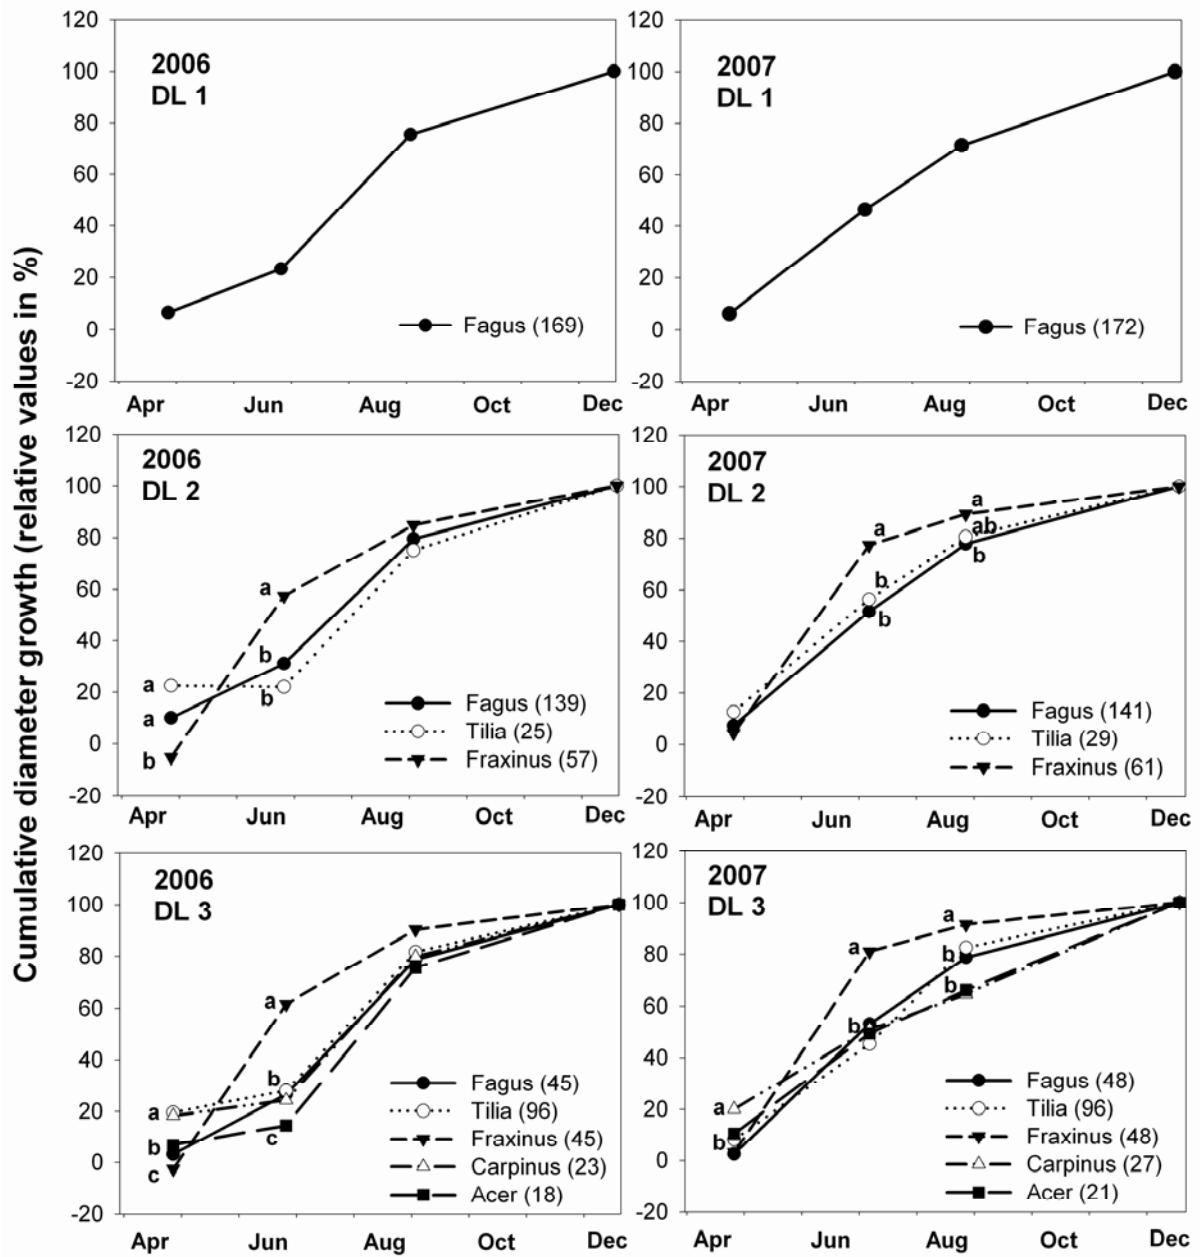 Cumulative diameter growth (relative values in %)
120
100
80
60
40
20
0
-20
2006
DL 1
Fagus (169)
Apr Jun Aug Oct Dec
120
100
80
60
40
20
0
-20
2007
DL 1
Fagus (172)
Apr Jun Aug Oct Dec
120
100
80
60
40
20
0
-20
2006
DL 2
a
b
a
b
a
b
Fagus (139)
Tilia (25)
Fraxinus (57)
Apr Jun Aug Oct Dec
120
100
80
60
40
20
0
-20
2007
DL 2
a
a
ab
b
b
b
Fagus (141)
Tilia (29)
Fraxinus (61)
Apr Jun Aug Oct Dec
120
100
80
60
40
20
0
-20
2006
DL 3
a
b
a
c
b
c
Fagus (45)
Tilia (96)
Fraxinus (45)
Carpinus (23)
Acer (18)
Apr Jun Aug Oct Dec
120
100
80
60
40
20
0
-20
2007
DL 3
a
a
b
b
b
a
b
Fagus (48)
Tilia (96)
Fraxinus (48)
Carpinus (27)
Acer (21)
Apr Jun Aug Oct Dec